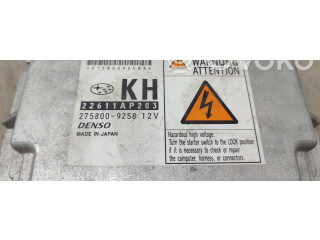 KH
22611AP203
275800-9258 12V
DENSO
MADE IN JAPAN
WARNUNG
ATTENTION
Hazardous high voltage.
Turn the starter switch to the LOCK position
if it is necessary to check or repair
the computer, harness, or connectors.